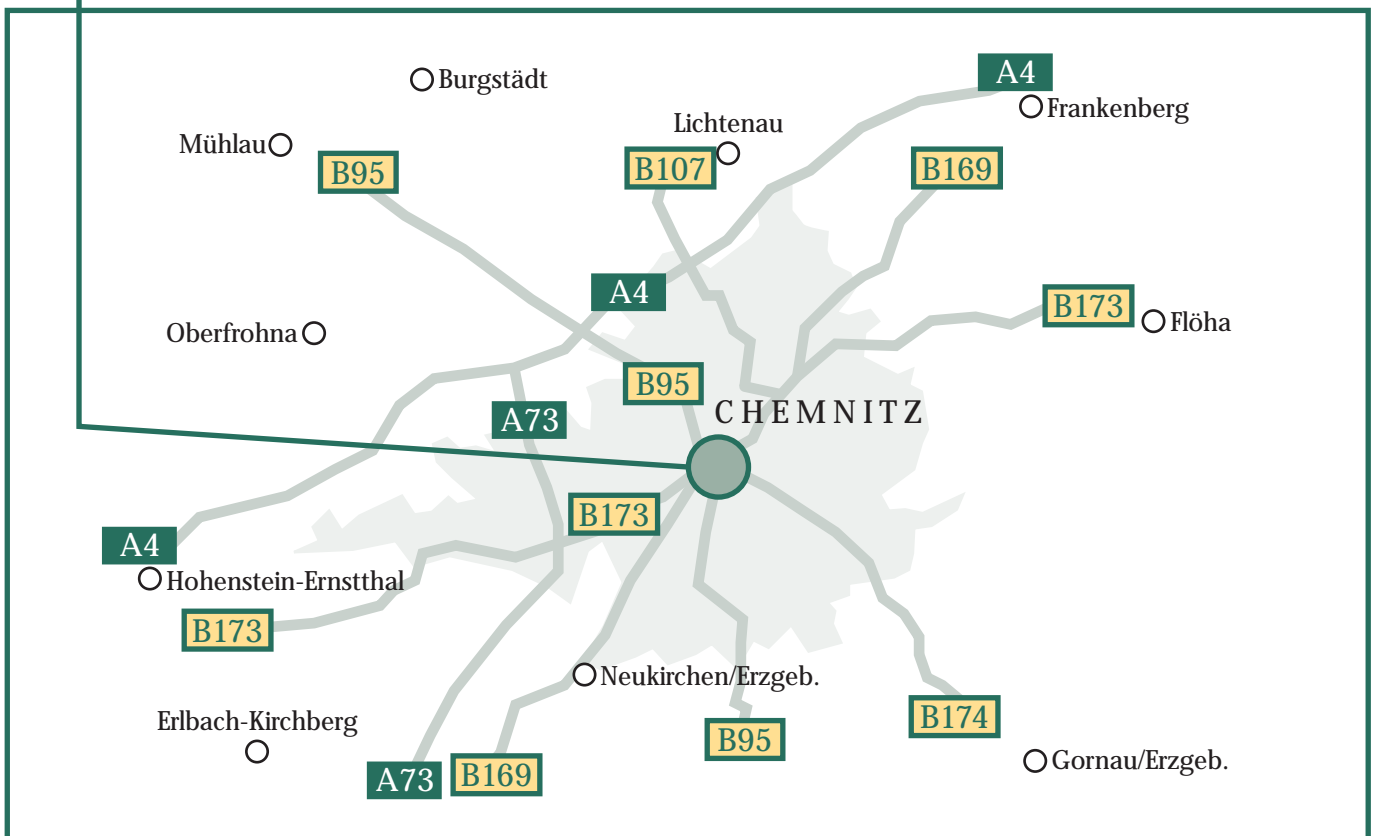 A4
Burgstädt
Frankenberg
Lichtenau
Mühlau
B95
B107
B169
A4
B173
Flöha
Oberfrohna
B95
CHEMNITZ
A73
B173
A4
Hohenstein-Ernstthal
B173
Neukirchen/Erzgeb.
Erlbach-Kirchberg
B174
B95
Gornau/Erzgeb.
A73
B169